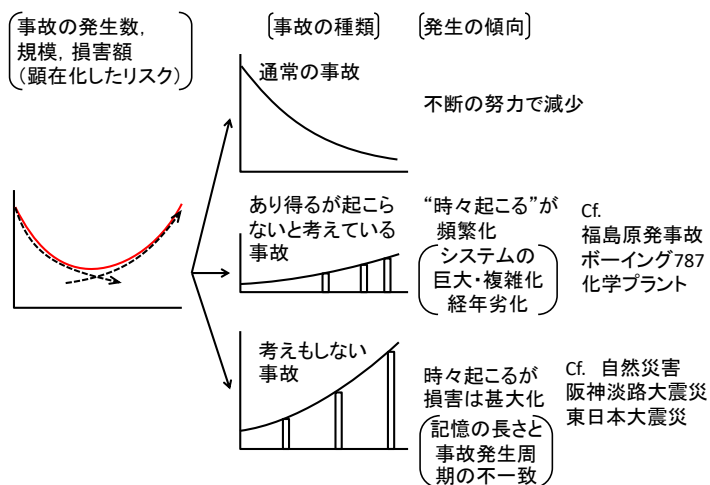 事故の発生数,
規模, 損害額
（顕在化したリスク）
事故の種類
発生の傾向
通常の事故
不断の努力で減少
あり得るが起こら
ないと考えている
事故
“時々起こる”が
頻繁化
システムの
巨大・複雑化
経年劣化
Cf.
福島原発事故
ボーイング787
化学プラント
考えもしない
事故
時々起こるが
損害は甚大化
記憶の長さと
事故発生周
期の不一致
Cf. 自然災害
阪神淡路大震災
東日本大震災